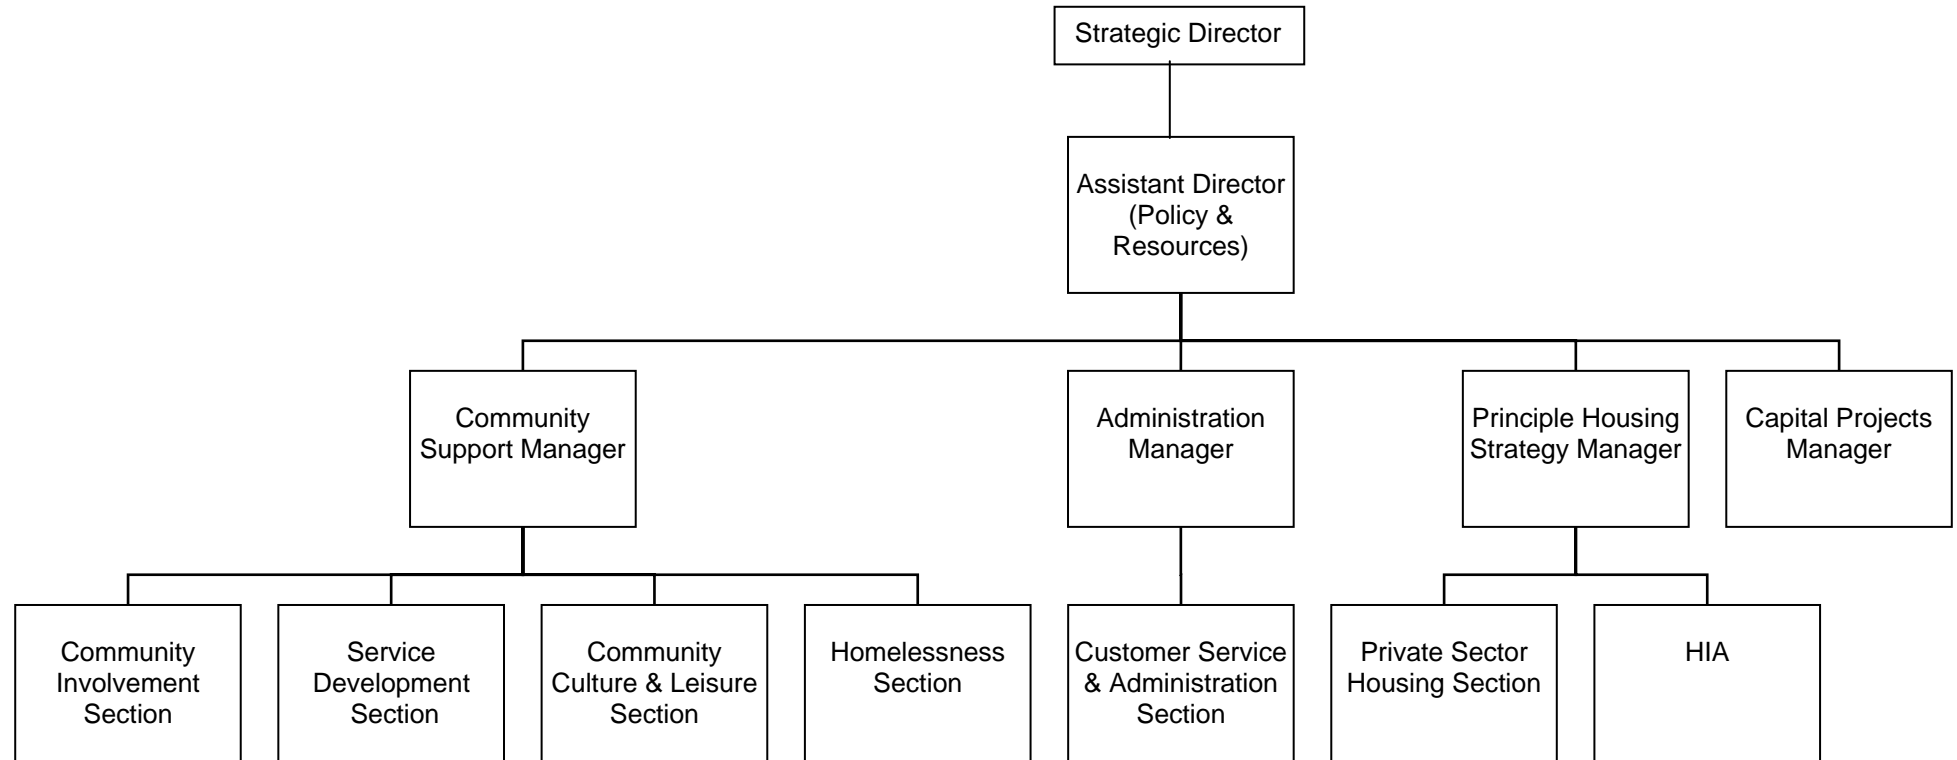 Strategic Director
Assistant Director
(Policy &
Resources)
Community
Support Manager
Administration
Manager
Principle Housing
Strategy Manager
Capital Projects
Manager
Community
Involvement
Section
Service
Development
Section
Community
Culture & Leisure
Section
Homelessness
Section
Customer Service
& Administration
Section
Private Sector
Housing Section
HIA